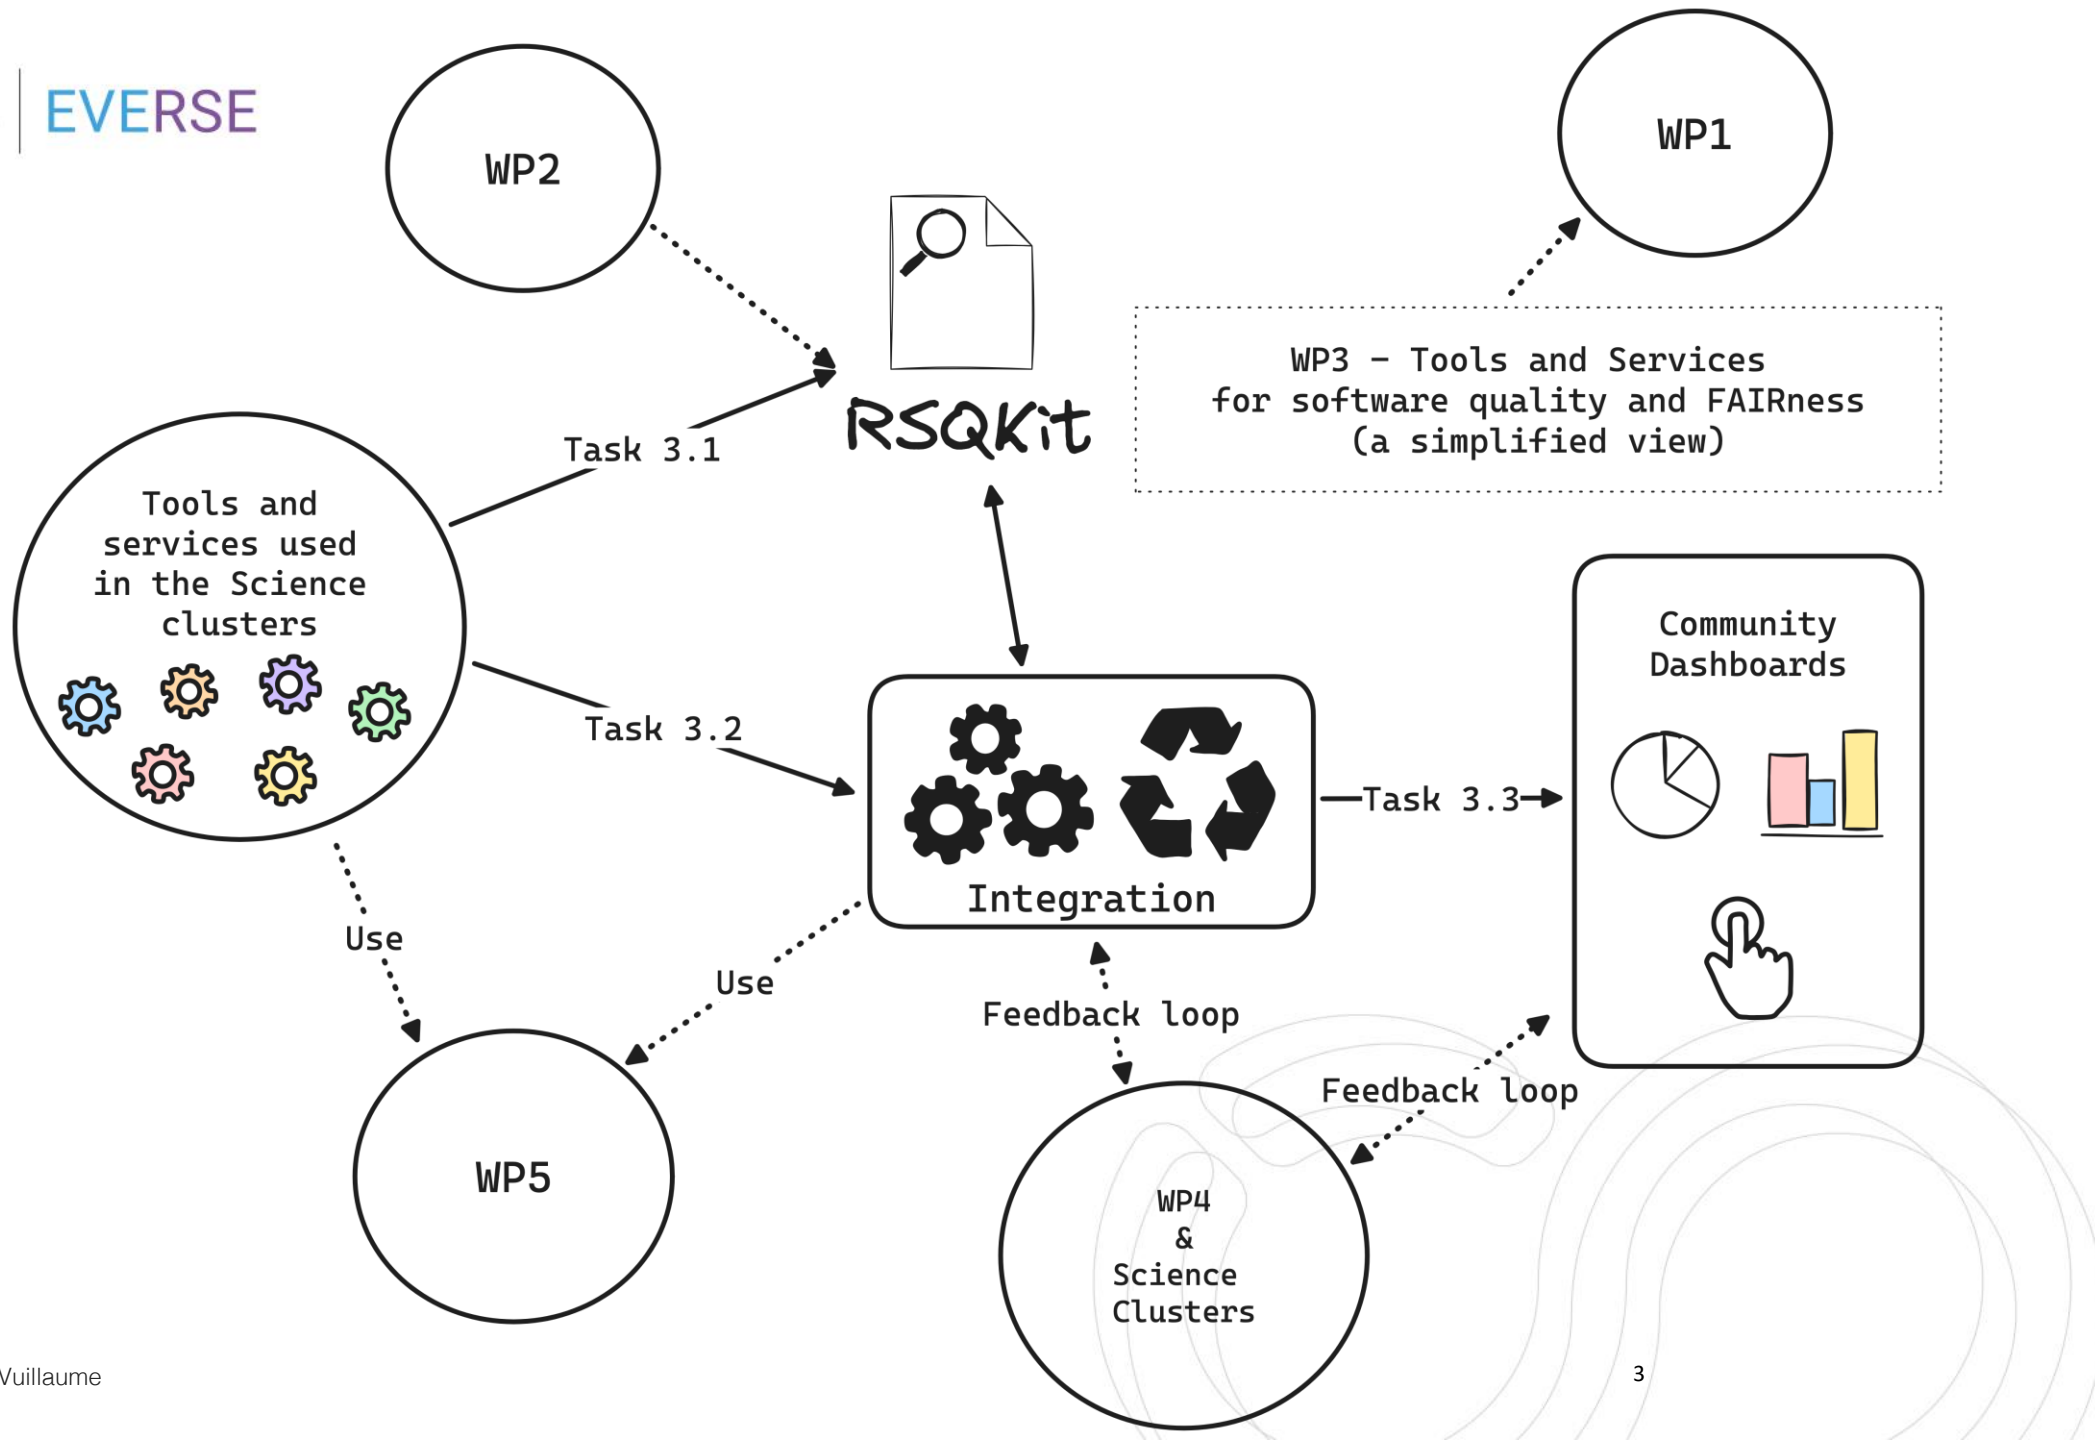 EVERSE
WP2
WP1
WP3 – Tools and Services
for software quality and FAIRness
(a simplified view)
RSQKit
Task 3.1
Tools and
services used
in the Science
clusters
Task 3.2
Community
Dashboards
Task 3.3
Integration
Use
Use
Feedback loop
Feedback loop
WP5
WP4
&
Science
Clusters
Vuillaume
3